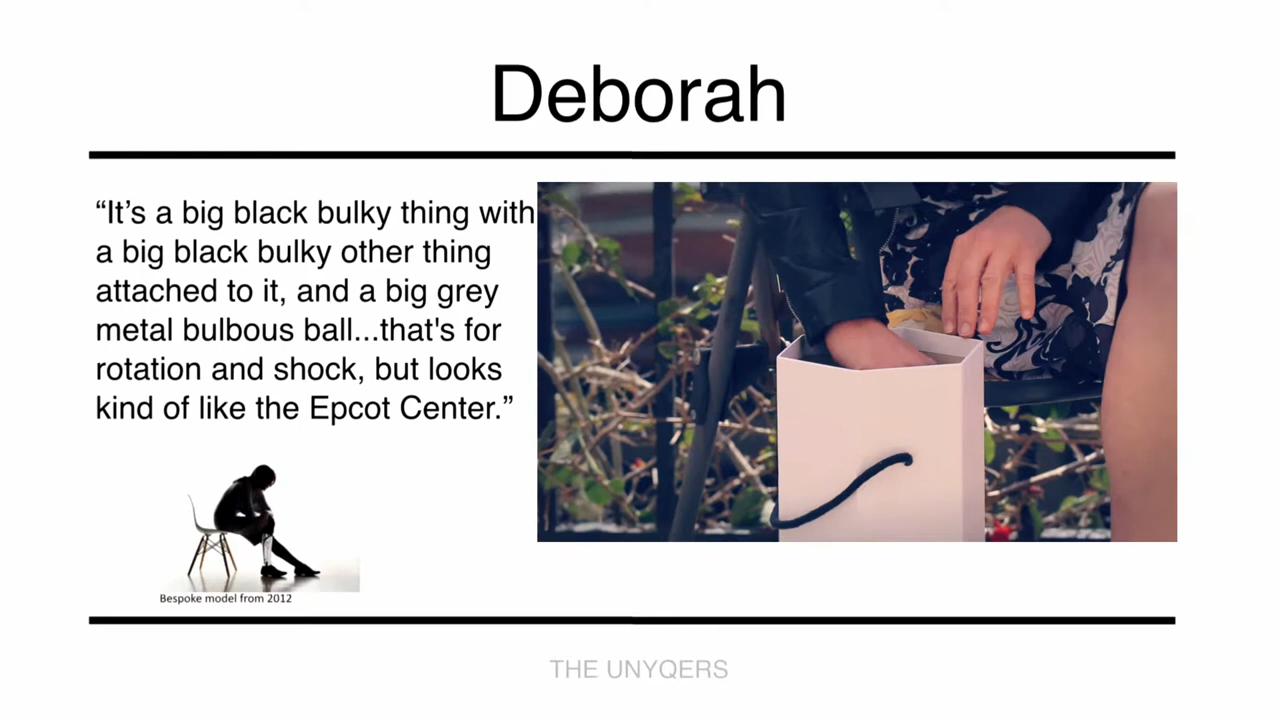 Deborah
“It’s a big black bulky thing with
a big black bulky other thing
attached to it, and a big grey
metal bulbous ball...that's for
rotation and shock, but looks
kind of like the Epcot Center.”
Bespoke model from 2012
THE UNYQERS